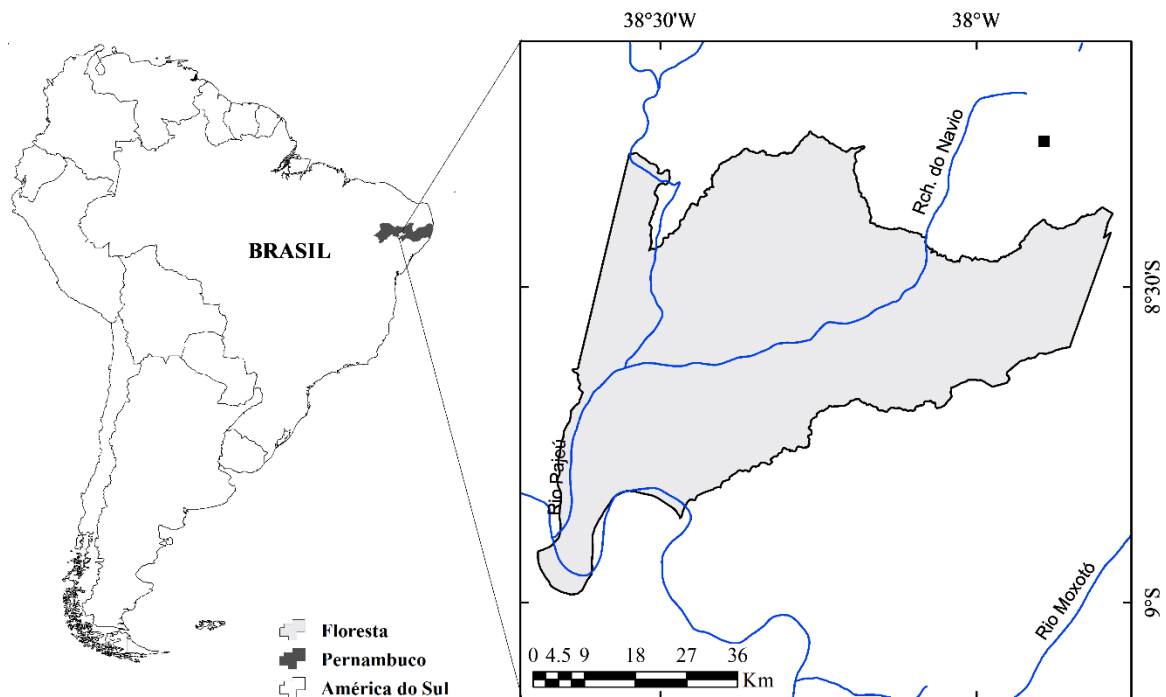 38°30'W
38°W
Rch. do Navio
BRASIL
8°30'S
Rio Pajeú
Rio Moxotó
9°S
Floresta
Pernambuco
América do Sul
0 4.5 9 18 27 36
Km